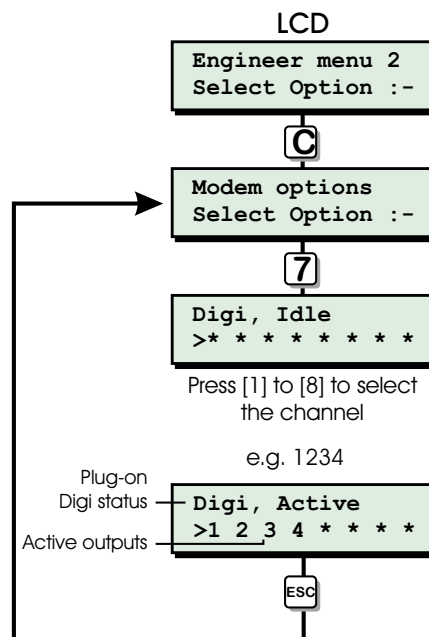 LCD
Engineer menu 2
Select Option :-
C
Modem options
Select Option :-
7
Digi, Idle
>* * * * * * * *
Press [1] to [8] to select
the channel
e.g. 1234
Plug-on
Digi status
Digi, Active
>1 2 3 4 * * * *
Active outputs
ESC